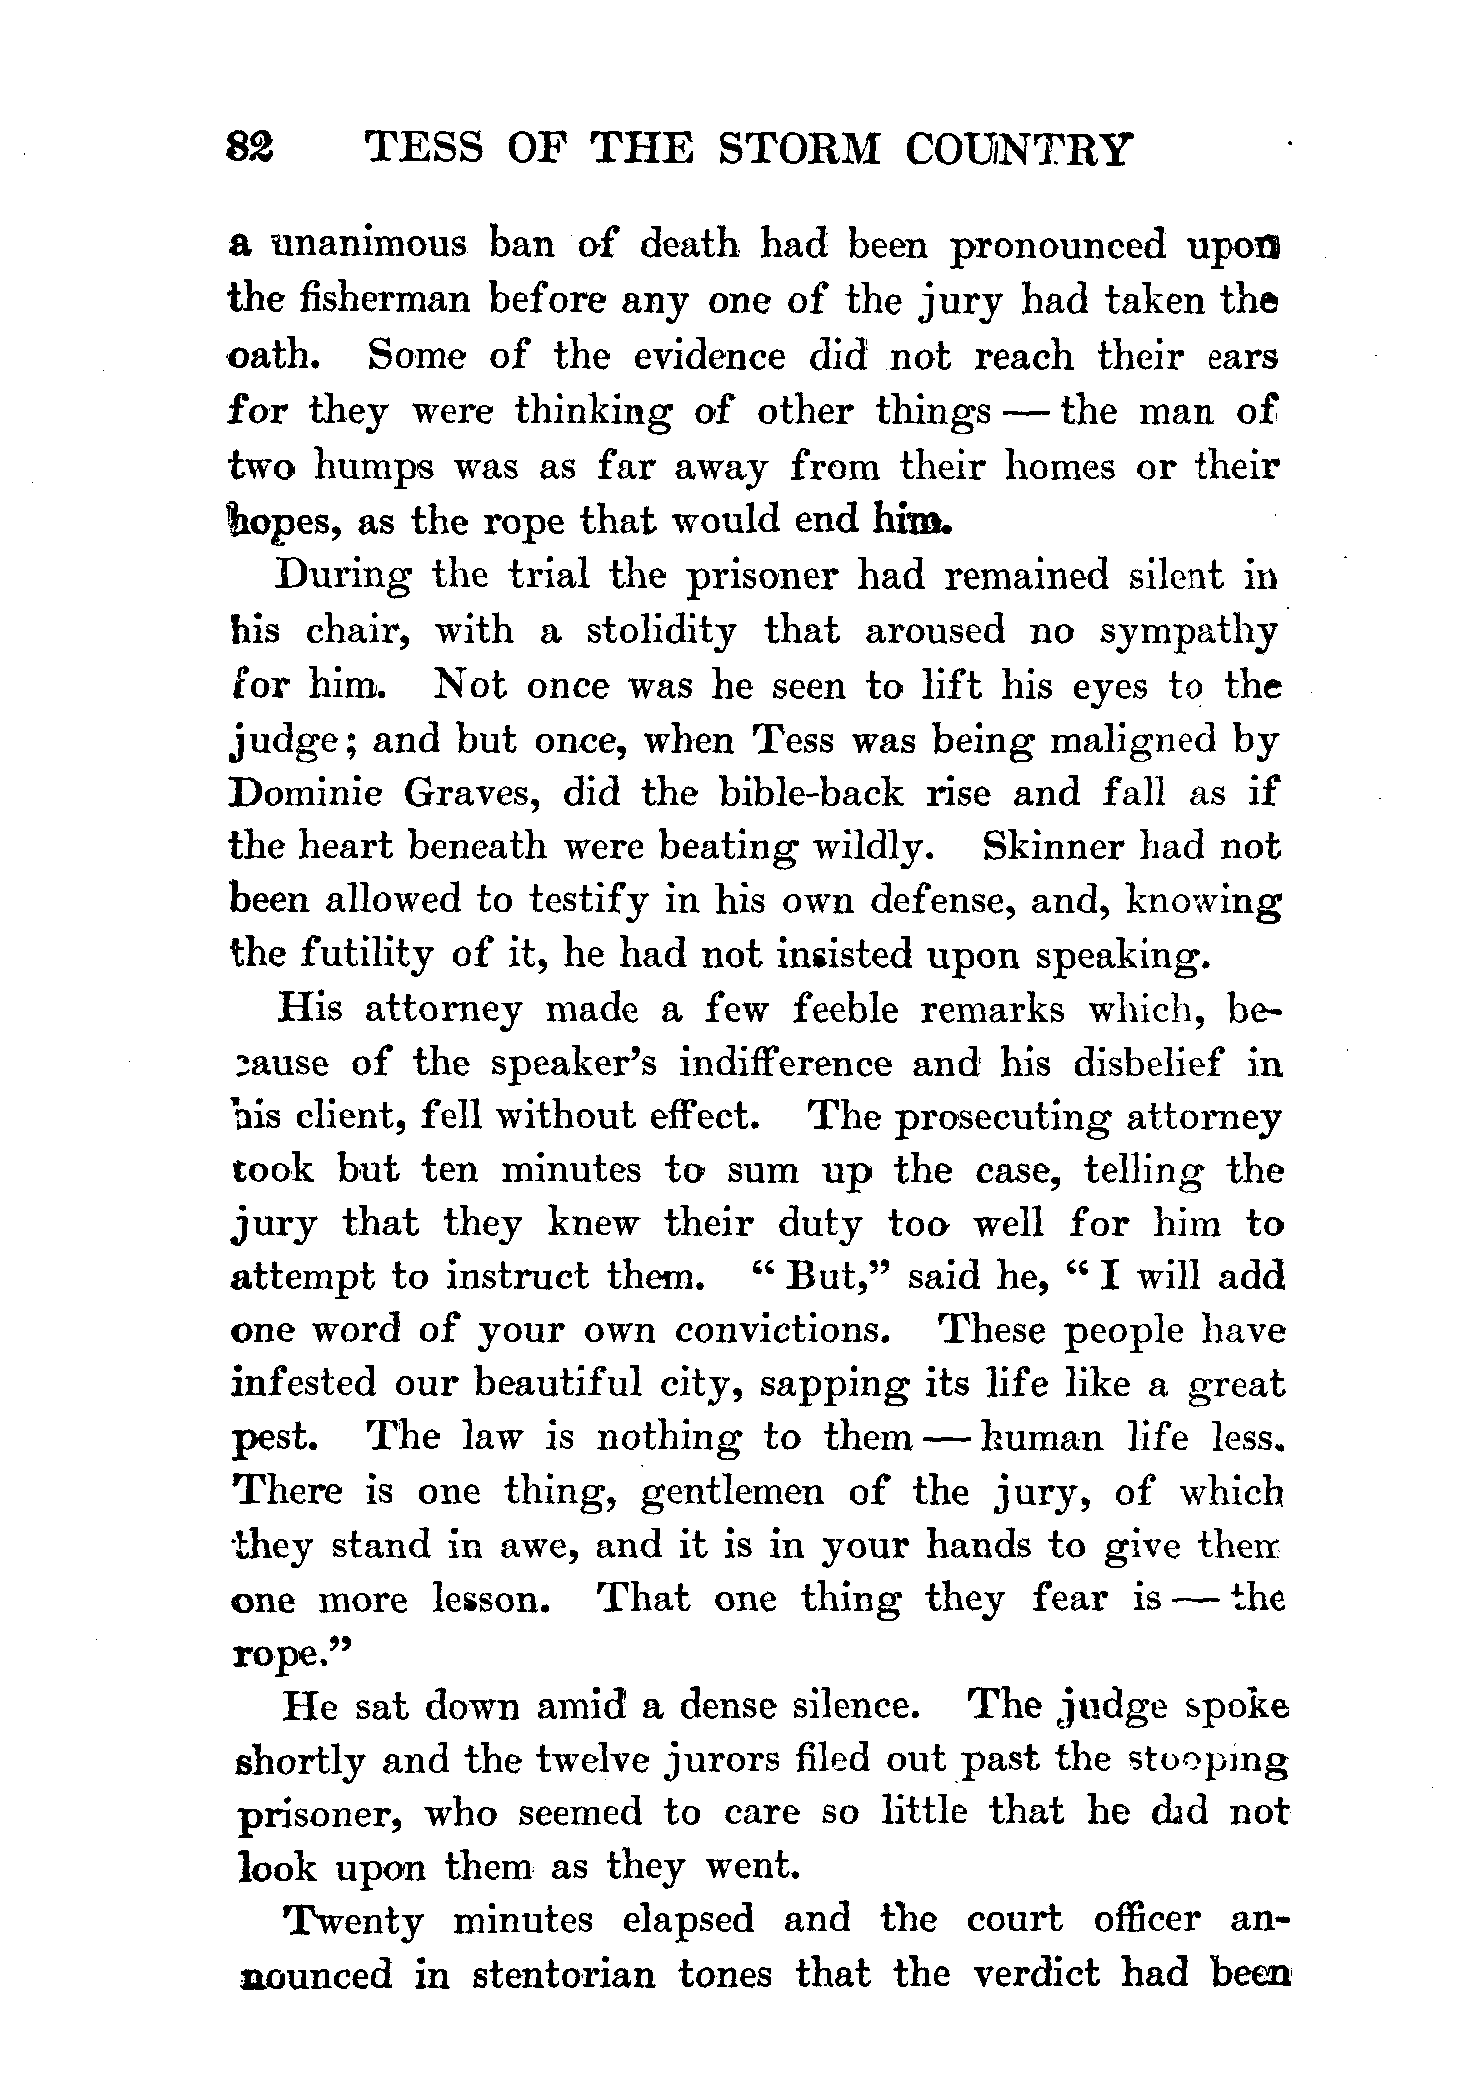 82 TESS OF THE STORM COUNTRY
a unanimous ban of death had been pronounced upon
the fisherman before any one of the jury had taken the
oath. Some of the evidence did not reach their ears
for they were thinking of other things — the man of
two humps was as far away from their homes or their
hopes, as the rope that would end him.
During the trial the prisoner had remained silent in
his chair, with a stolidity that aroused no sympathy
for him. Not once was he seen to lift his eyes to the
judge; and but once, when Tess was being maligned by
Dominie Graves, did the bible-back rise and fall as if
the heart beneath were beating wildly. Skinner had not
been allowed to testify in his own defense, and, knowing
the futility of it, he had not insisted upon speaking.
His attorney made a few feeble remarks which, be-
cause of the speaker's indifference and his disbelief in
his client, fell without effect. The prosecuting attorney
took but ten minutes to sum up the case, telling the
jury that they knew their duty too well for him to
attempt to instruct them. "But," said he, "I will add
one word of your own convictions. These people have
infested our beautiful city, sapping its life like a great
pest. The law is nothing to them — human life less.
There is one thing, gentlemen of the jury, of which
they stand in awe, and it is in your hands to give them
one more lesson. That one thing they fear is — the
rope."
He sat down amid a dense silence. The judge spoke
shortly and the twelve jurors filed out past the stooping
prisoner, who seemed to care so little that he did not
look upon them as they went.
Twenty minutes elapsed and the court officer an-
nounced in stentorian tones that the verdict had been